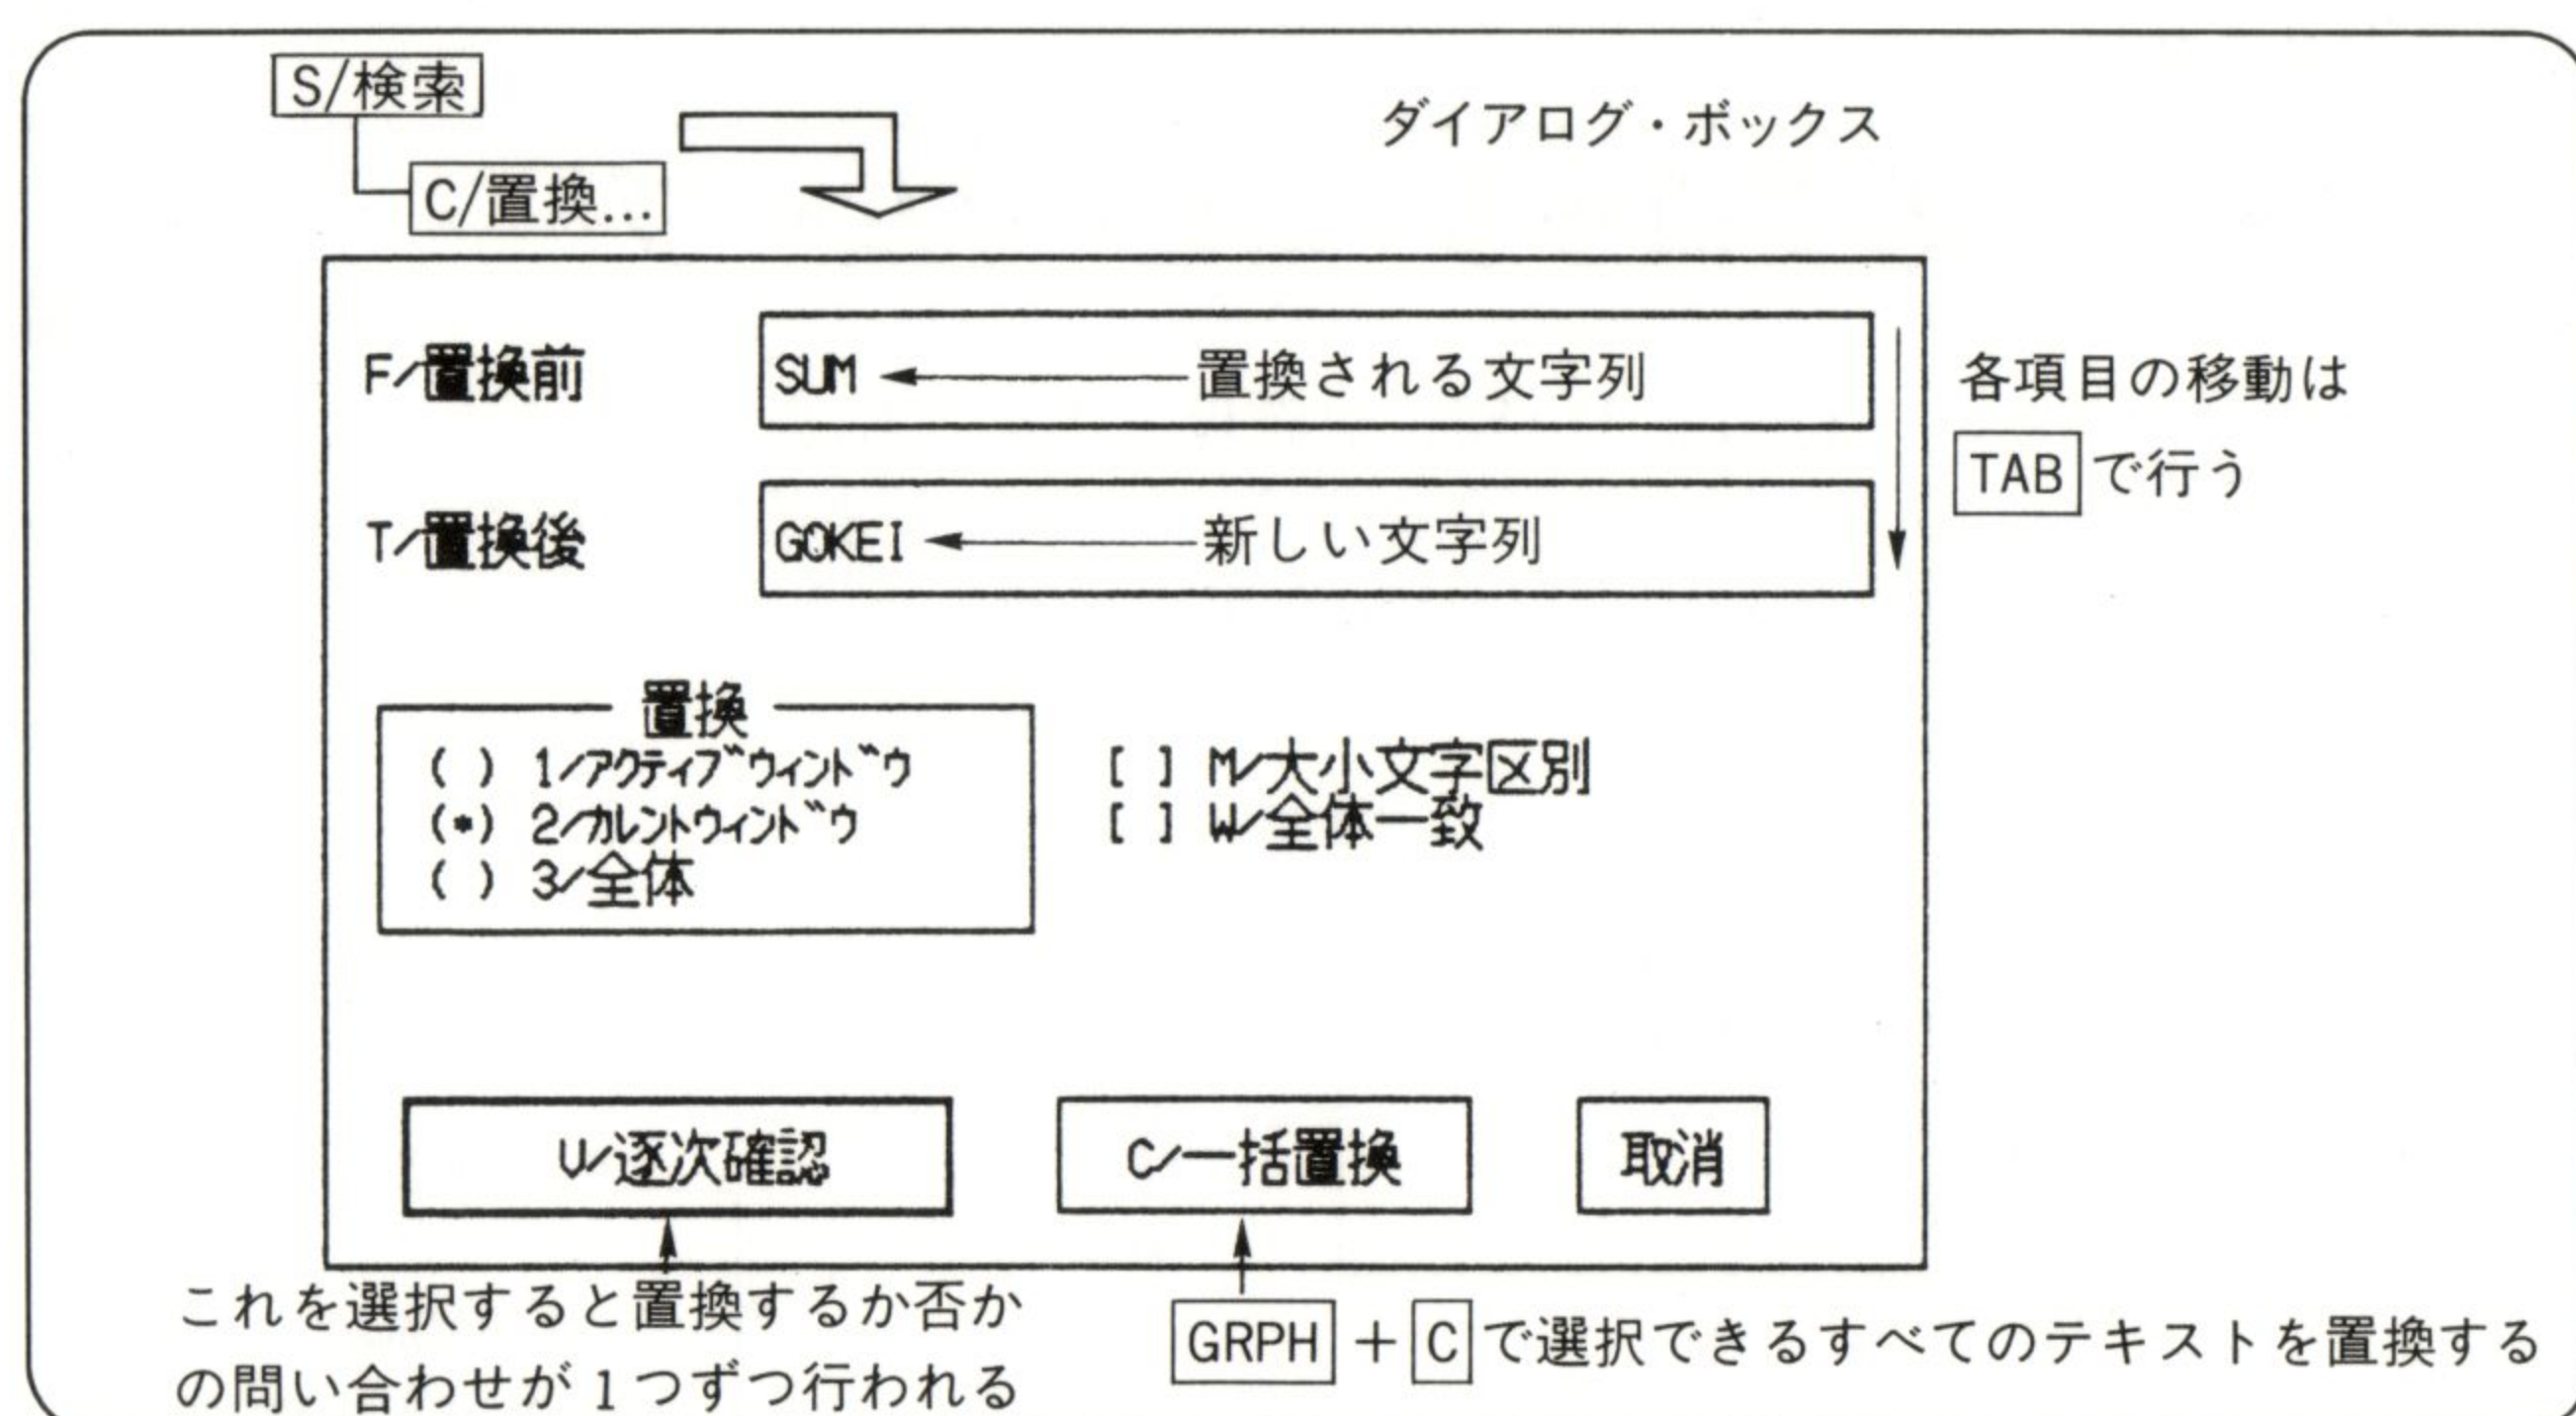 S/検索
C/置換...
ダイアログ・ボックス
F/置換前
SUM
置換される文字列
各項目の移動は
TABで行う
T/置換後
GOKEI
新しい文字列
置換
( ) 1/アクティブウィンドウ
(*) 2/カレントウィンドウ
( ) 3/全体
[ ] M/大小文字区別
[ ] W/全体一致
V/逐次確認
C/一括置換
取消
これを選択すると置換するか否か
の問い合わせが1つずつ行われる
GRPH + Cで選択できるすべてのテキストを置換する